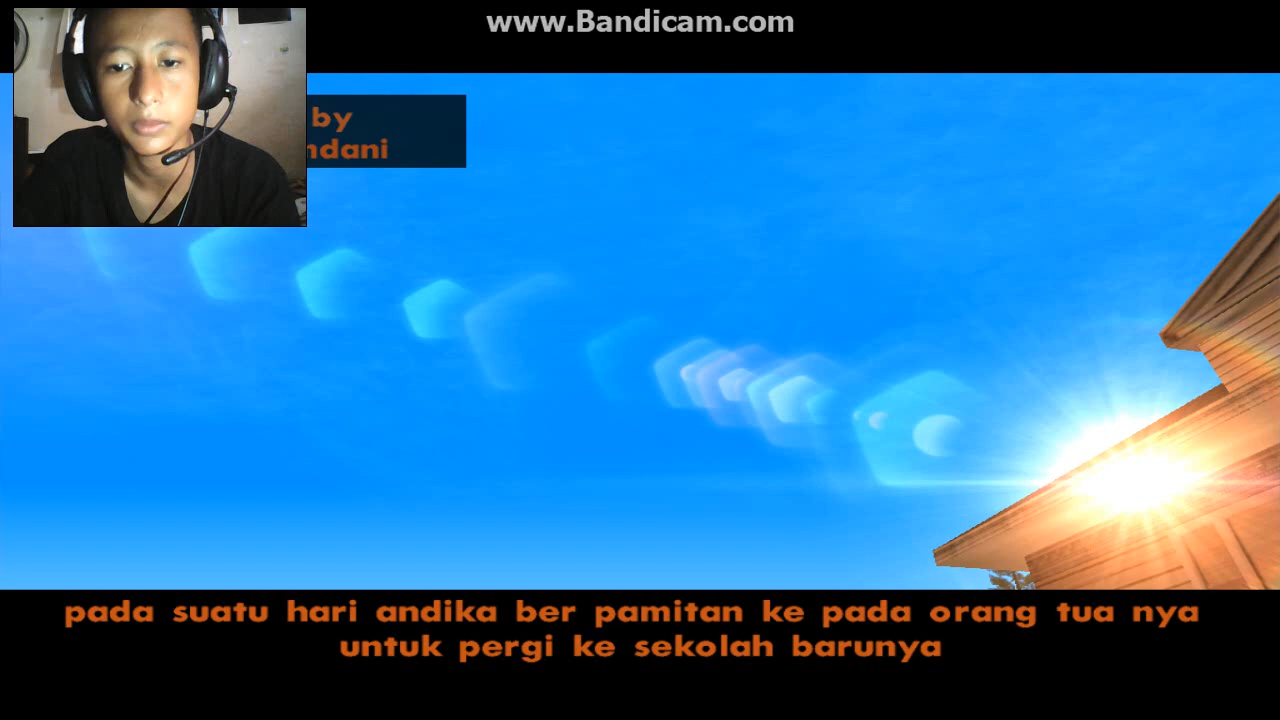 www.Bandicam.com
by
ndani
pada suatu hari andika ber pamitan ke pada orang tua nya
untuk pergi ke sekolah barunya